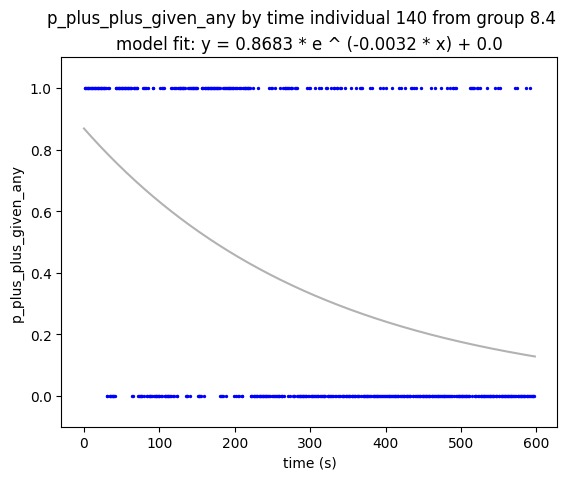 p_plus_plus_given_any by time individual 140 from group 8.4
model fit: y = 0.8683 * e ^ (-0.0032 * x) + 0.0
1.0
0.8
0.6
0.4
0.2
0.0
p_plus_plus_given_any
0 100 200 300 400 500 600
time (s)